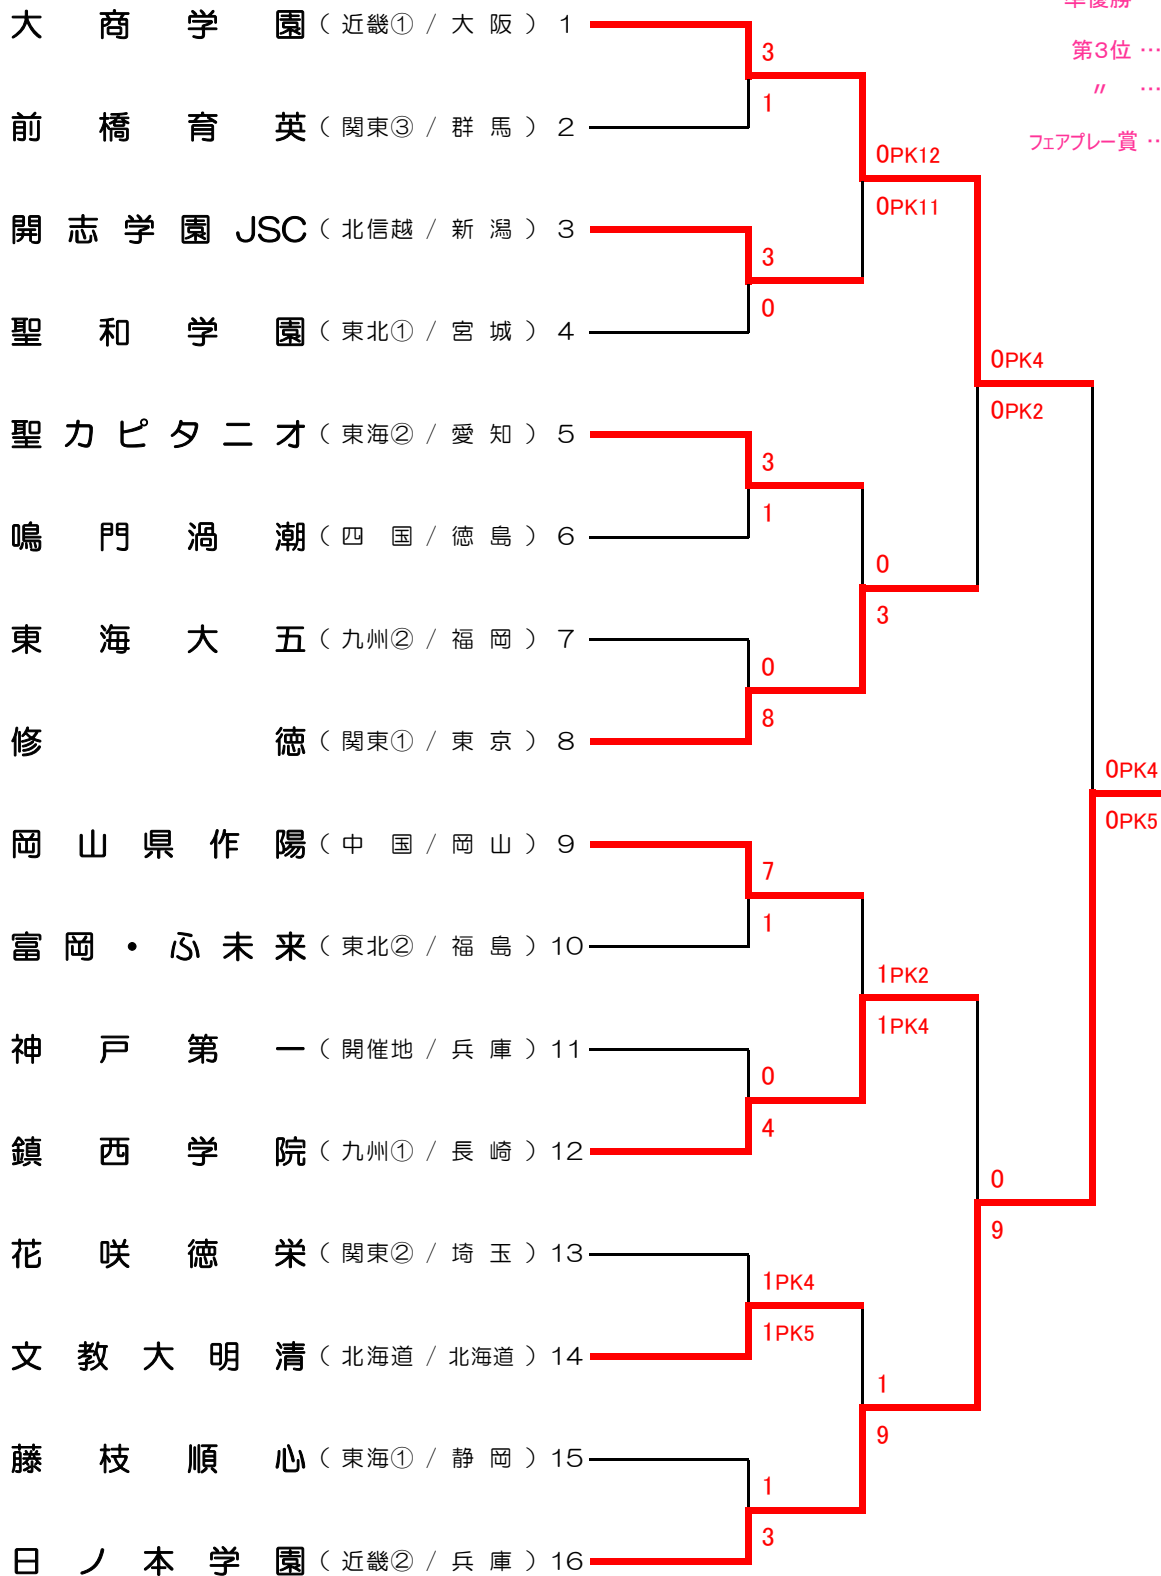 準優勝
大商学園（近畿① / 大阪）1
3
第3位 …
〃 …
1
前橋育英（関東③ / 群馬）2
フェアプレー賞 …
0PK12
0PK11
開志学園JSC（北信越 / 新潟）3
3
0
聖和学園（東北① / 宮城）4
0PK4
0PK2
聖カピタニオ（東海② / 愛知）5
3
1
鳴門渦潮（四国 / 徳島）6
0
3
東海大五（九州② / 福岡）7
0
8
修徳（関東① / 東京）8
0PK4
0PK5
岡山県作陽（中国 / 岡山）9
7
1
富岡・ふ未来（東北② / 福島）10
1PK2
1PK4
神戸第一（開催地 / 兵庫）11
0
4
鎮西学院（九州① / 長崎）12
0
9
花咲徳栄（関東② / 埼玉）13
1PK4
1PK5
文教大明清（北海道 / 北海道）14
1
9
藤枝順心（東海① / 静岡）15
1
3
日ノ本学園（近畿② / 兵庫）16